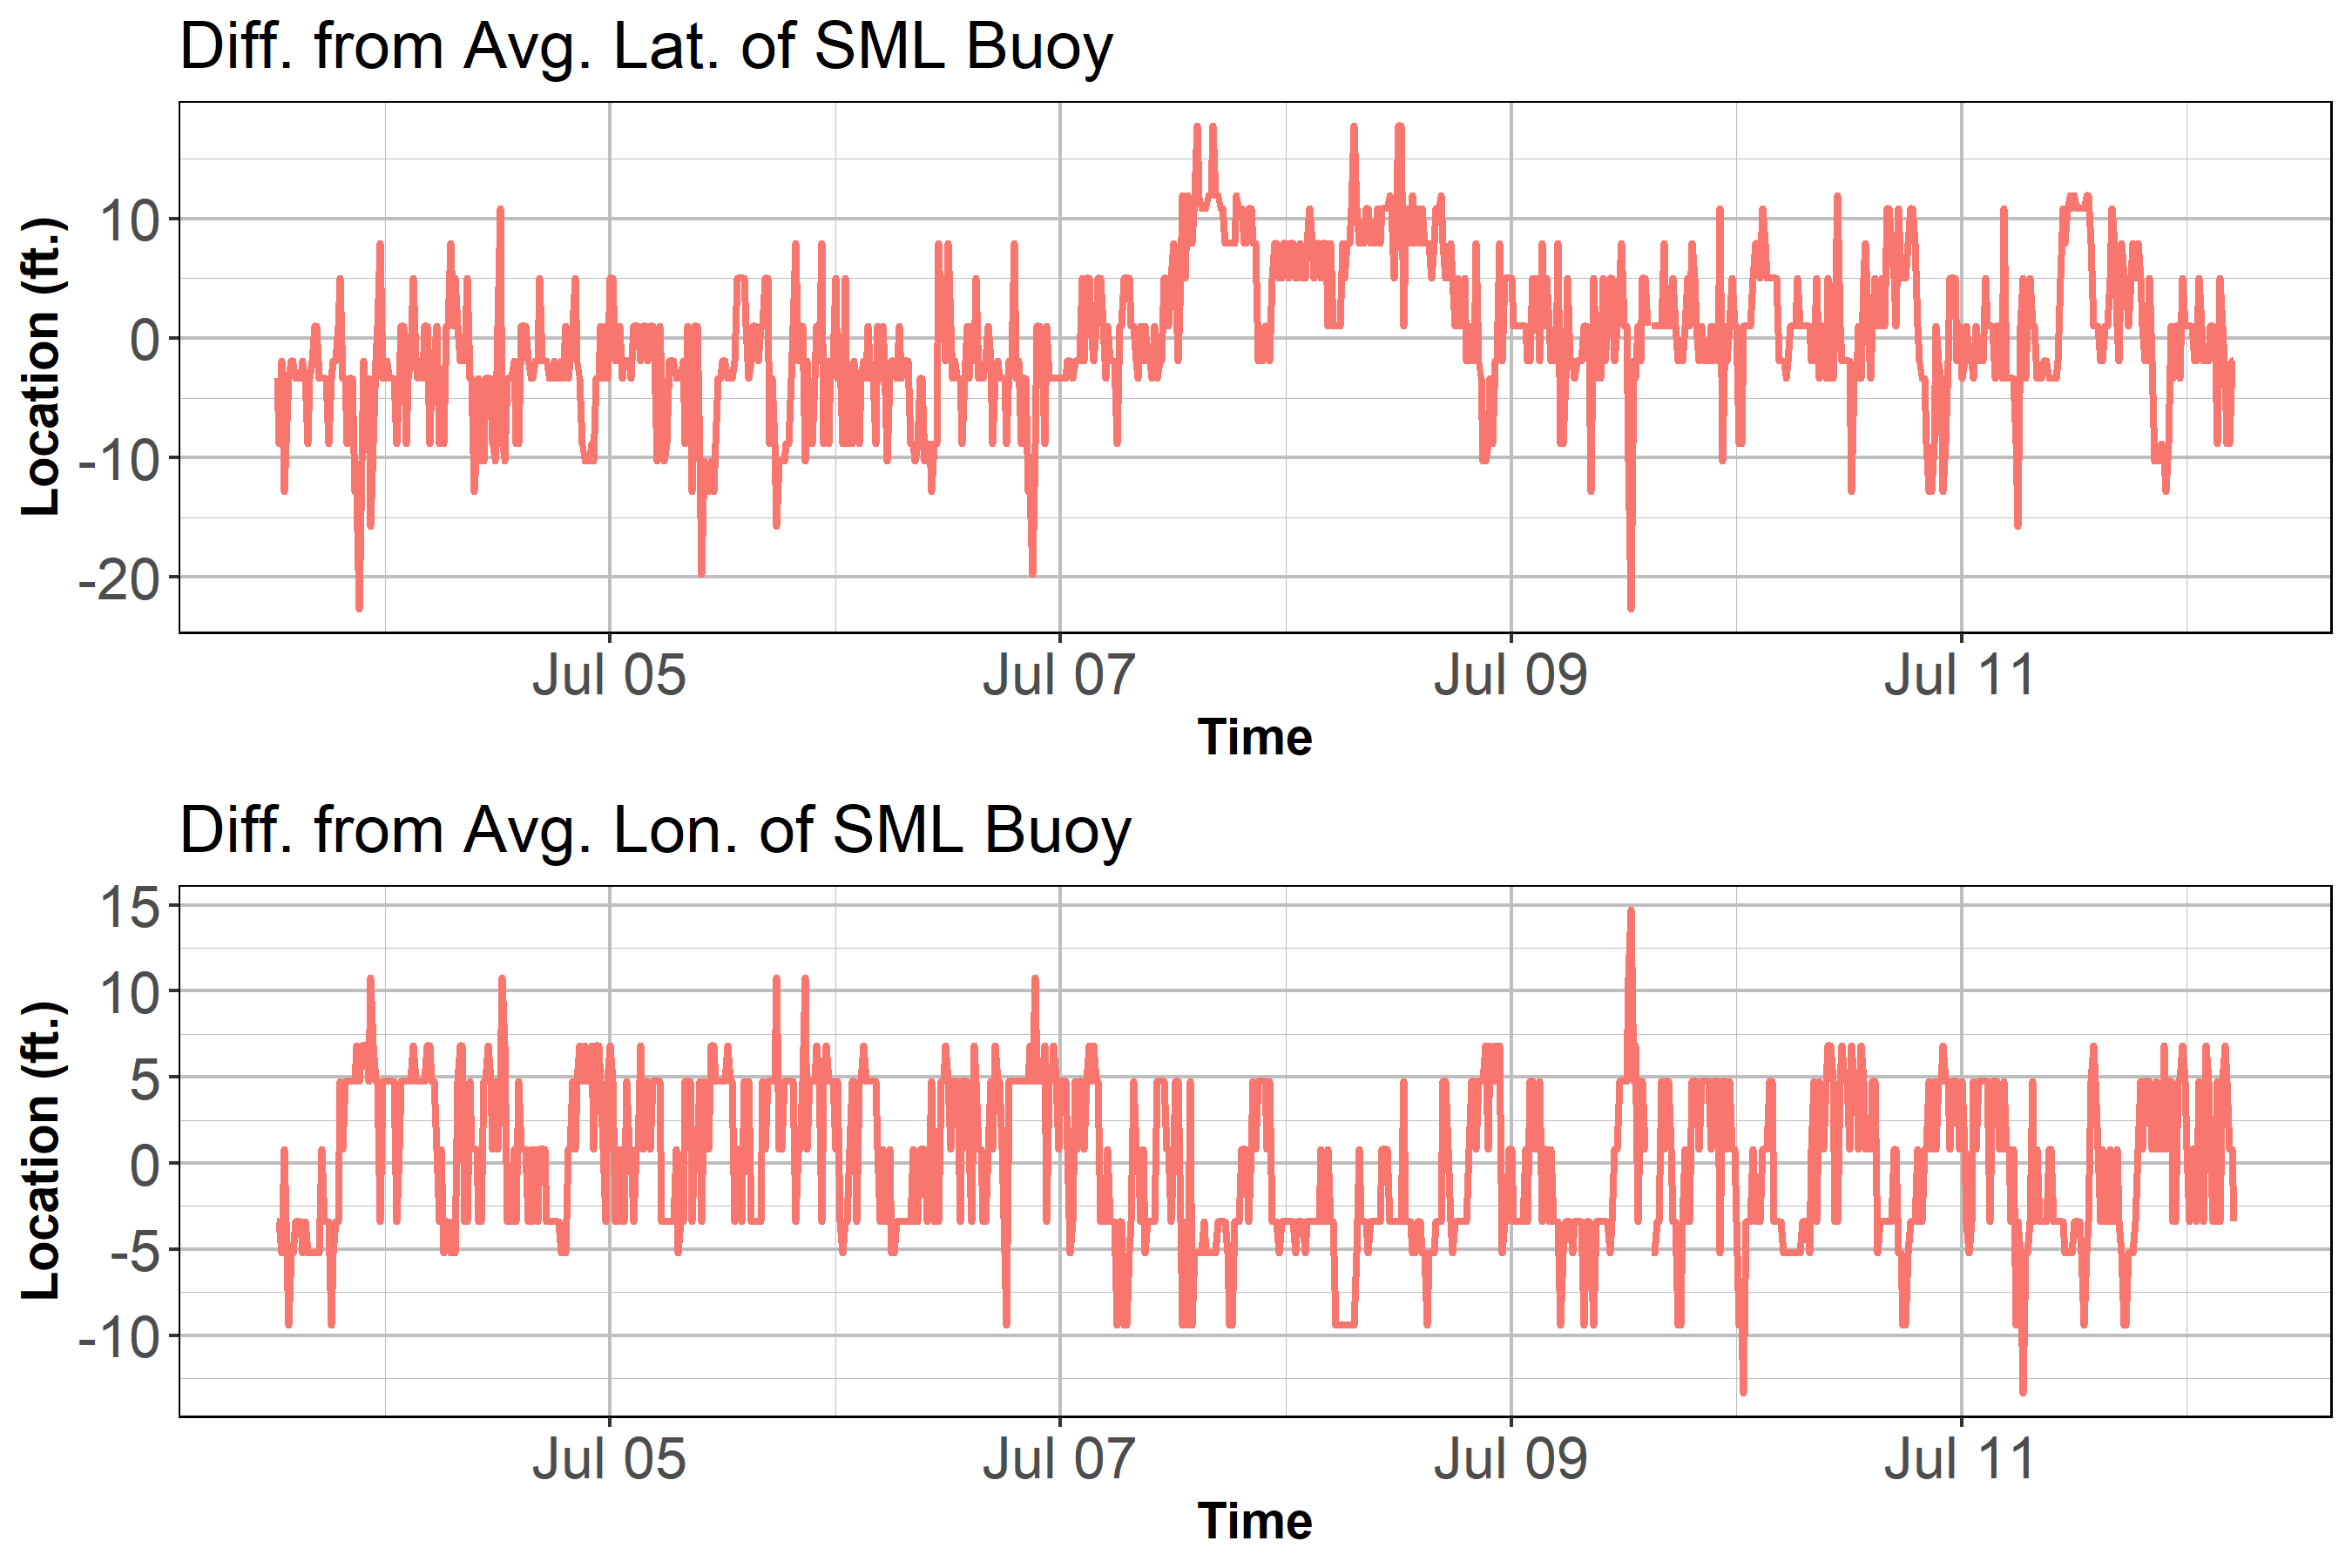 Diff. from Avg. Lat. of SML Buoy
Location (ft.)
10
0
-10
-20
Jul 05
Jul 07
Jul 09
Jul 11
Time
Diff. from Avg. Lon. of SML Buoy
Location (ft.)
15
10
5
0
-5
-10
Jul 05
Jul 07
Jul 09
Jul 11
Time